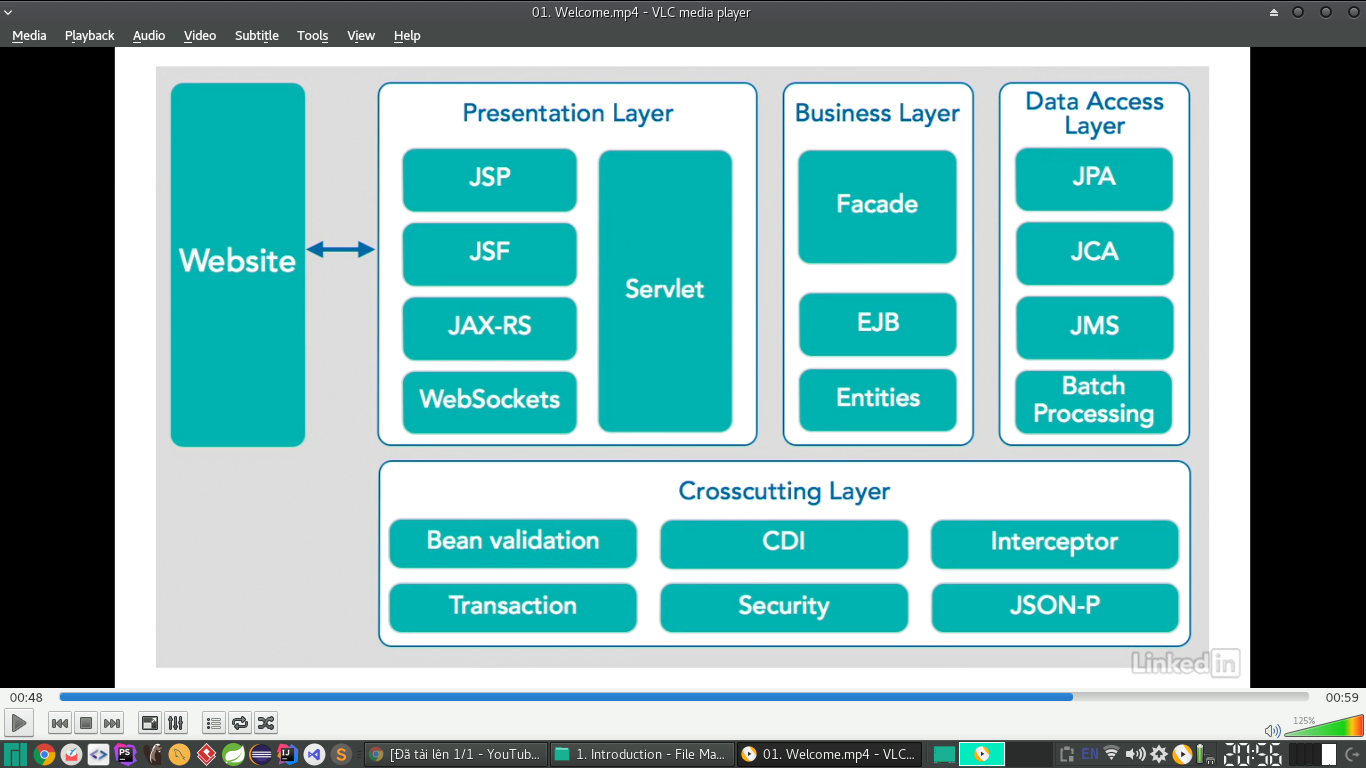 01. Welcome.mp4 - VLC media player
Media Playback Audio Video Subtitle Tools View Help
Website
Presentation Layer
JSP
JSF
JAX-RS
WebSockets
Servlet
Business Layer
Facade
EJB
Entities
Data Access
Layer
JPA
JCA
JMS
Batch
Processing
Crosscutting Layer
Bean validation
CDI
Interceptor
Transaction
Security
JSON-P
Linked in
00:48
00:59
125%
PS
IJ
S
[Đã tải lên 1/1 - YouTub...
1. Introduction - File Ma...
01. Welcome.mp4 - VLC...
EN
20:56